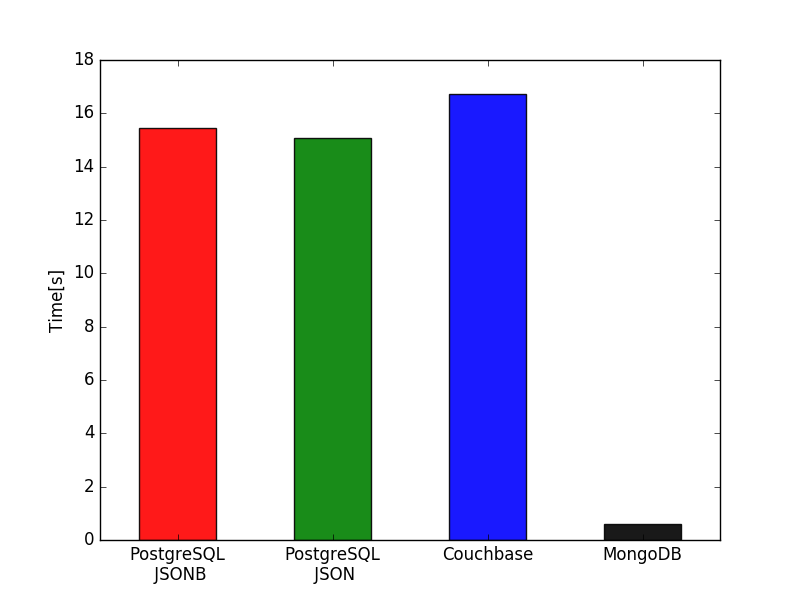 18
16
14
12
10
8
6
4
2
0
Time[s]
PostgreSQL
JSONB
PostgreSQL
JSON
Couchbase
MongoDB